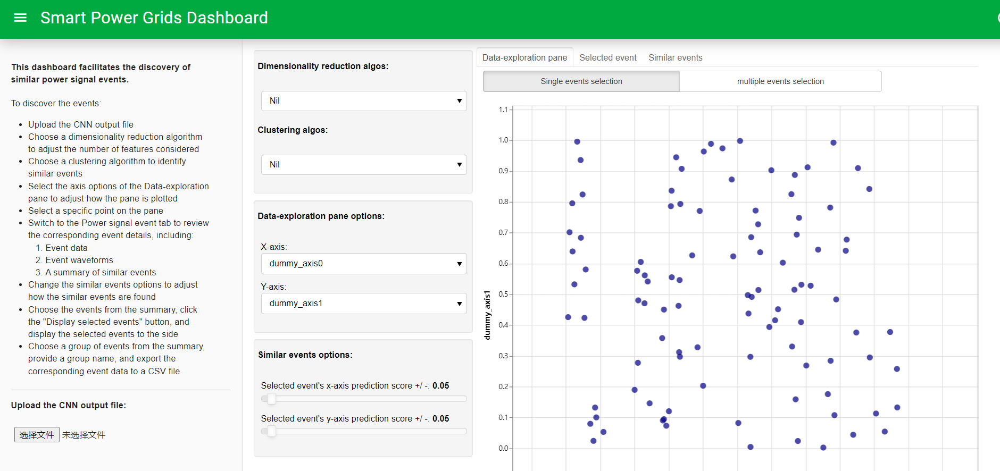 Smart Power Grids Dashboard
This dashboard facilitates the discovery of
similar power signal events.
To discover the events:
• Upload the CNN output file
• Choose a dimensionality reduction algorithm
to adjust the number of features considered
• Choose a clustering algorithm to identify
similar events
• Select the axis options of the Data-exploration
pane to adjust how the pane is plotted
• Select a specific point on the pane
• Switch to the Power signal event tab to review
the corresponding event details, including:
1. Event data
2. Event waveforms
3. A summary of similar events
• Change the similar events options to adjust
how the similar events are found
• Choose the events from the summary, click
the "Display selected events" button, and
display the selected events to the side
• Choose a group of events from the summary,
provide a group name, and export the
corresponding event data to a CSV file
Upload the CNN output file:
选择文件 未选择文件
Dimensionality reduction algos:
Nil
Clustering algos:
Nil
Data-exploration pane options:
X-axis:
dummy_axis0
Y-axis:
dummy_axis1
Similar events options:
Selected event's x-axis prediction score +/ -: 0.05
Selected event's y-axis prediction score +/ -: 0.05
Data-exploration pane Selected event Similar events
Single events selection multiple events selection
1.1
1.0
0.9
0.8
0.7
0.6
0.5
0.4
0.3
0.2
0.1
0.0
dummy_axis1